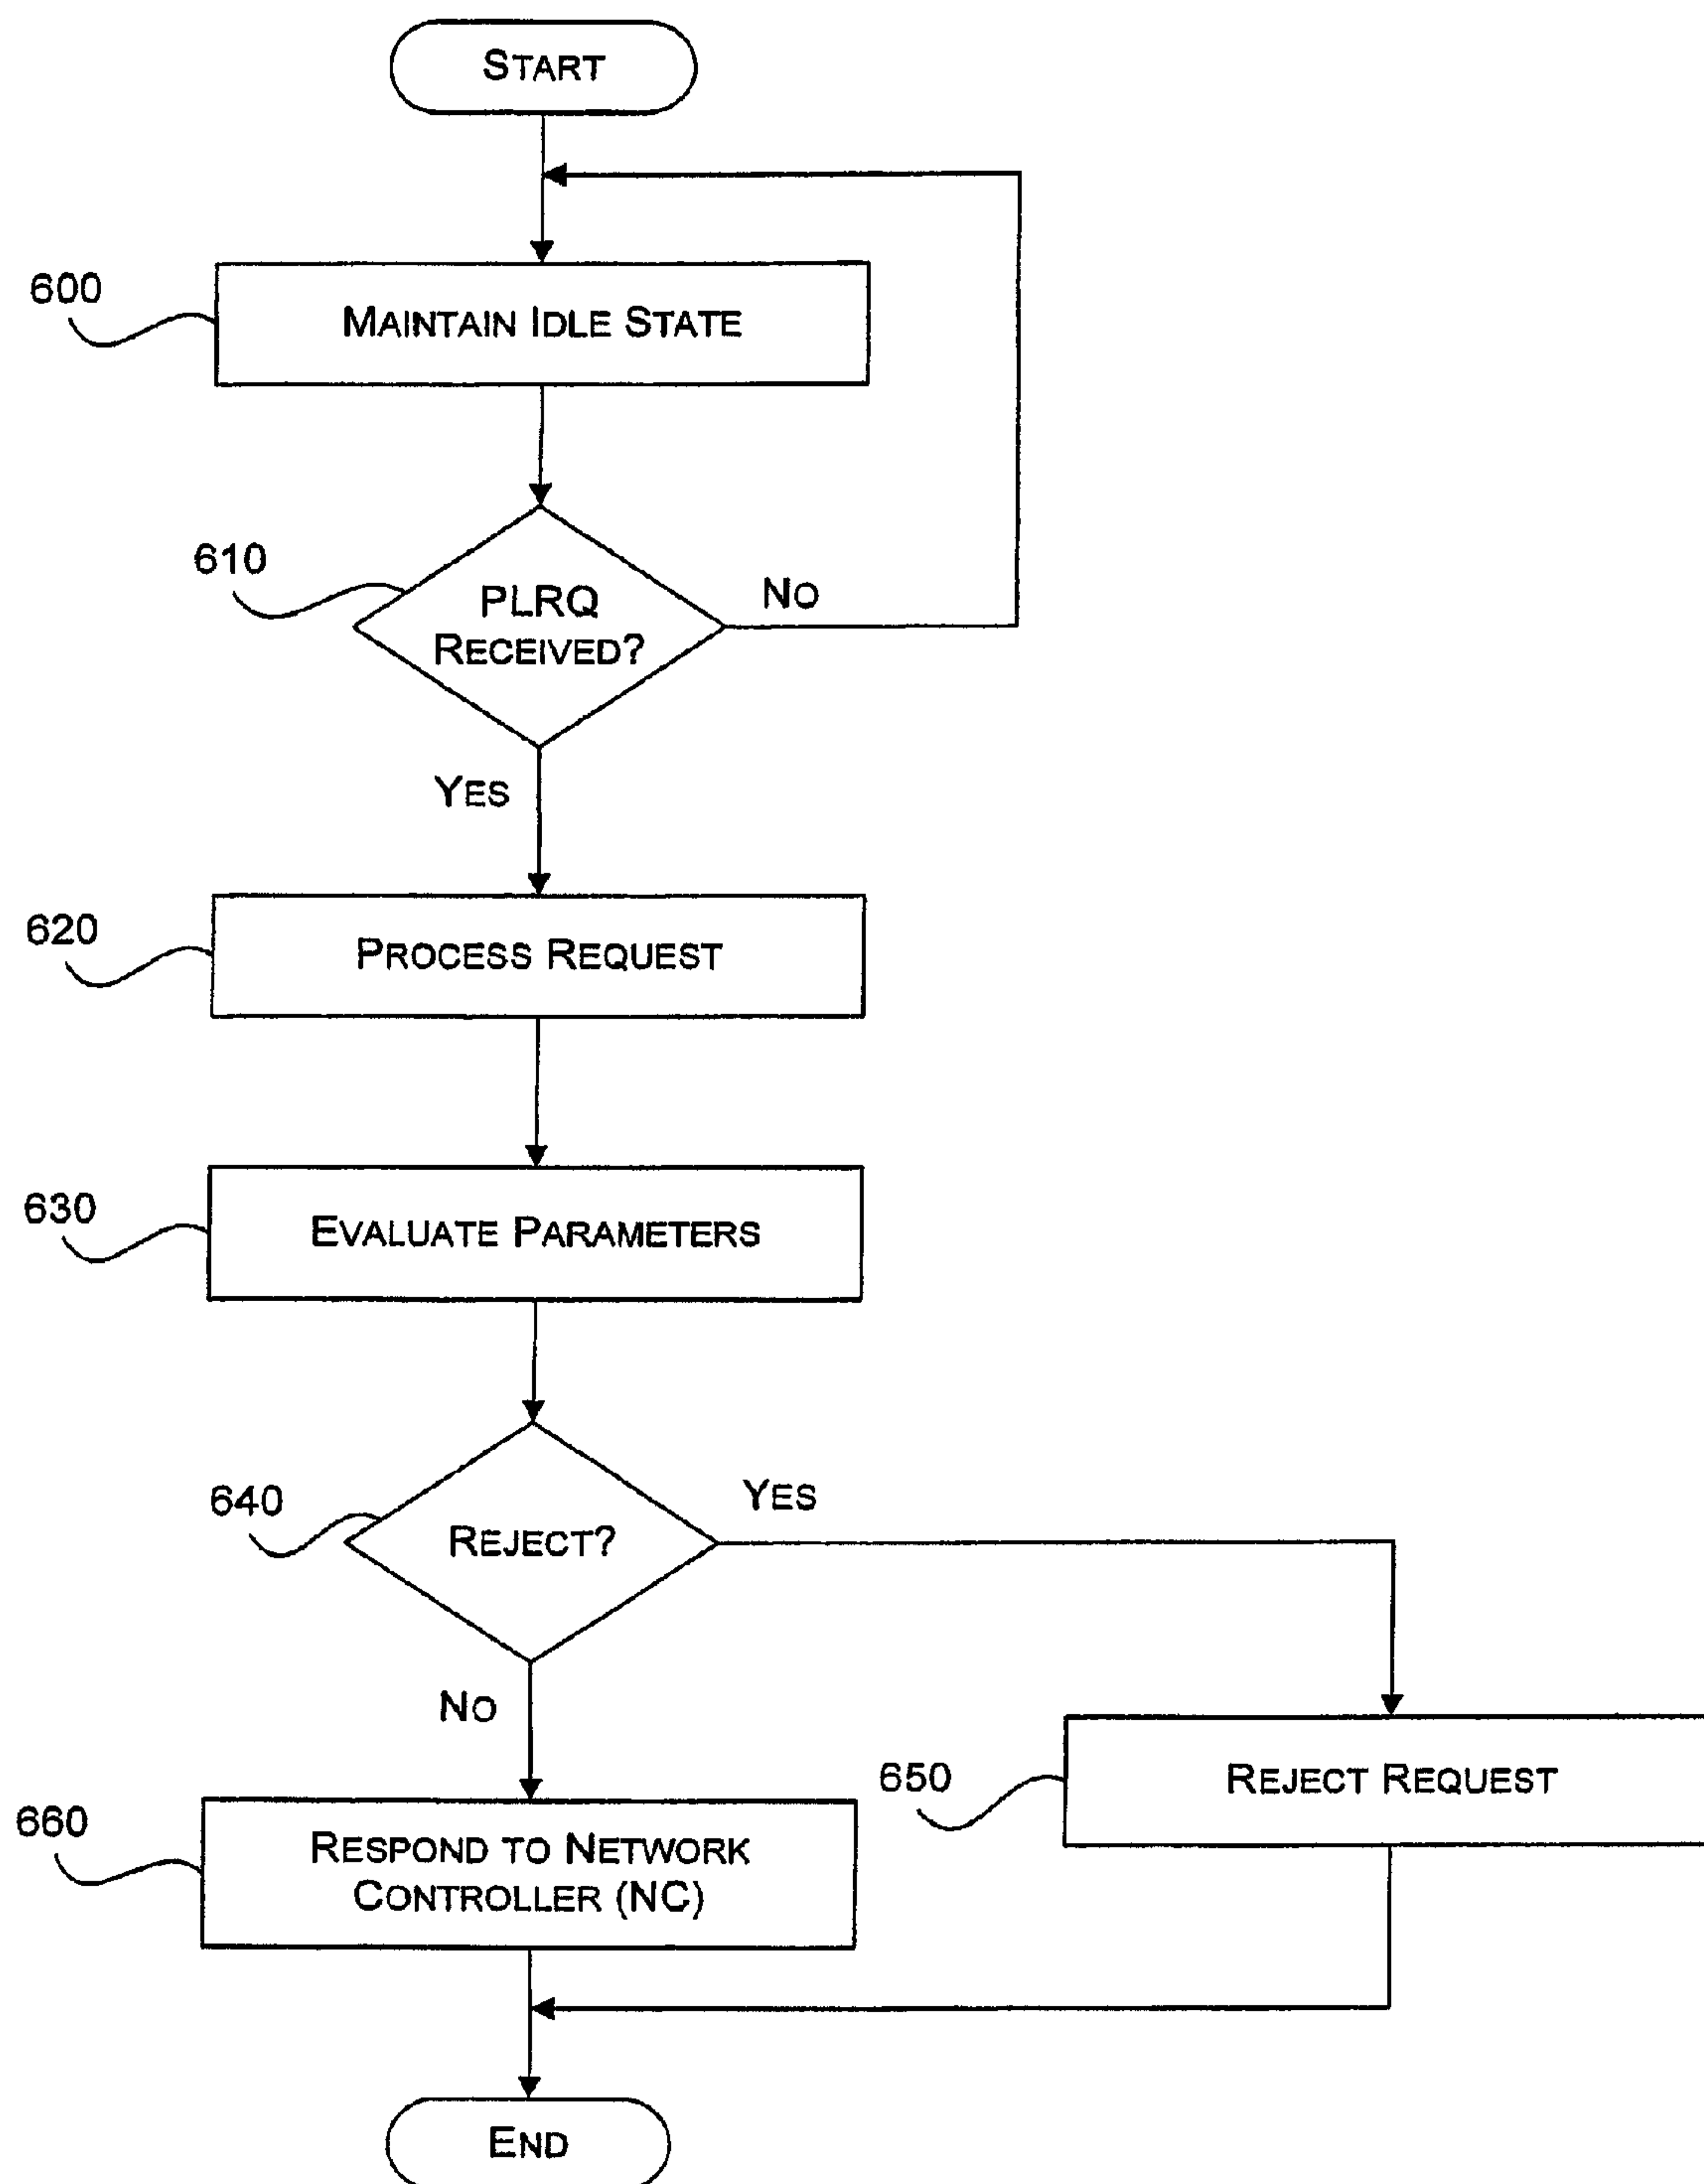 START
600
MAINTAIN IDLE STATE
610
PLRQ
RECEIVED?
NO
YES
620
PROCESS REQUEST
630
EVALUATE PARAMETERS
640
REJECT?
YES
NO
650
REJECT REQUEST
660
RESPOND TO NETWORK
CONTROLLER (NC)
END